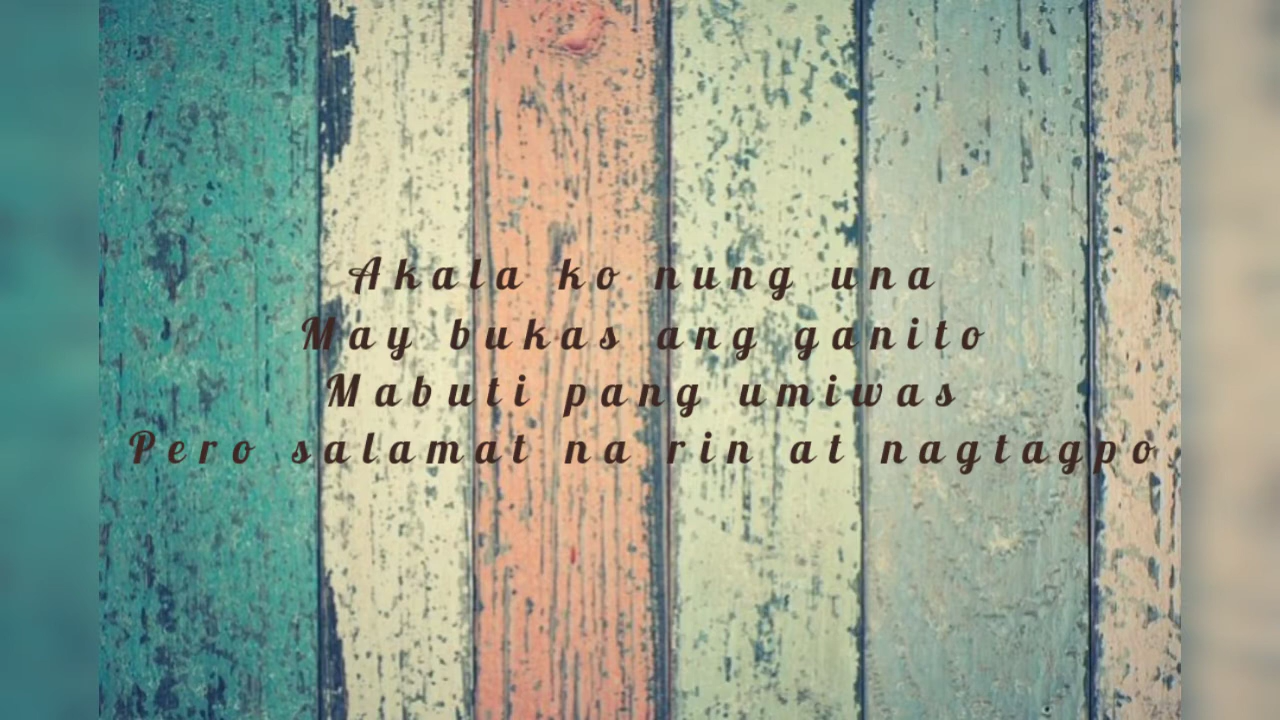 Akala ko nung una
May bukas ang ganito
Mabuti pang umiwas
Pero salamat na rin at nagtagpo